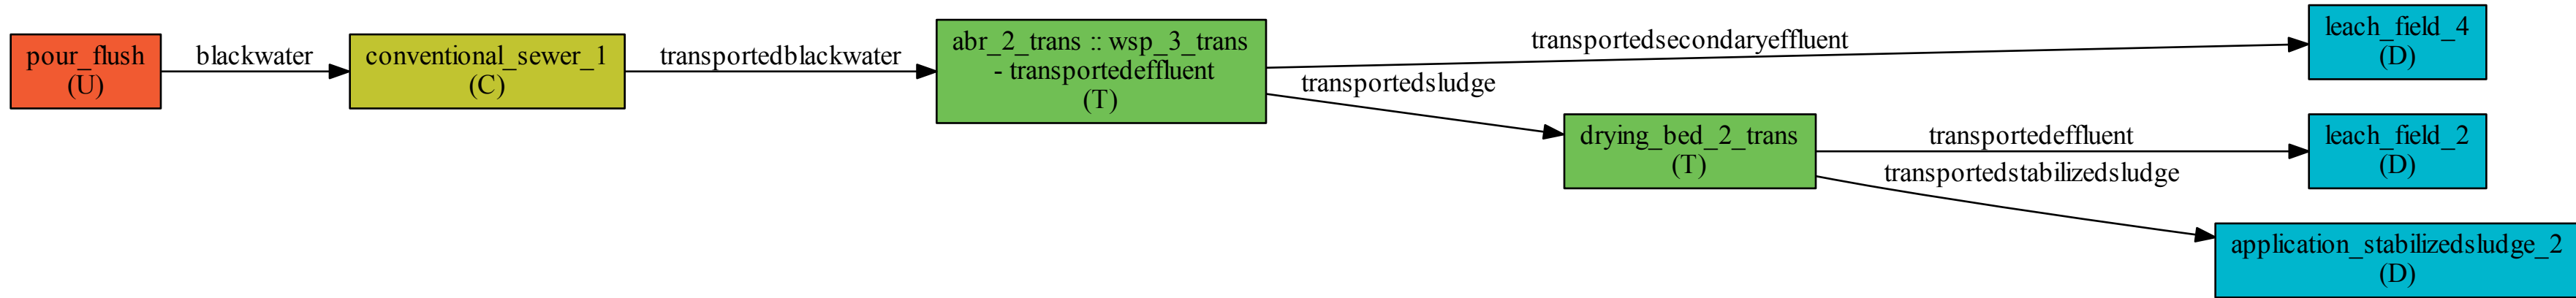 pour_flush
(U)
blackwater
conventional_sewer_1
(C)
transportedblackwater
abr_2_trans :: wsp_3_trans
- transportedeffluent
(T)
transportedsecondaryeffluent
transportedsludge
leach_field_4
(D)
drying_bed_2_trans
(T)
transportedeffluent
transportedstabilizedsludge
leach_field_2
(D)
application_stabilizedsludge_2
(D)